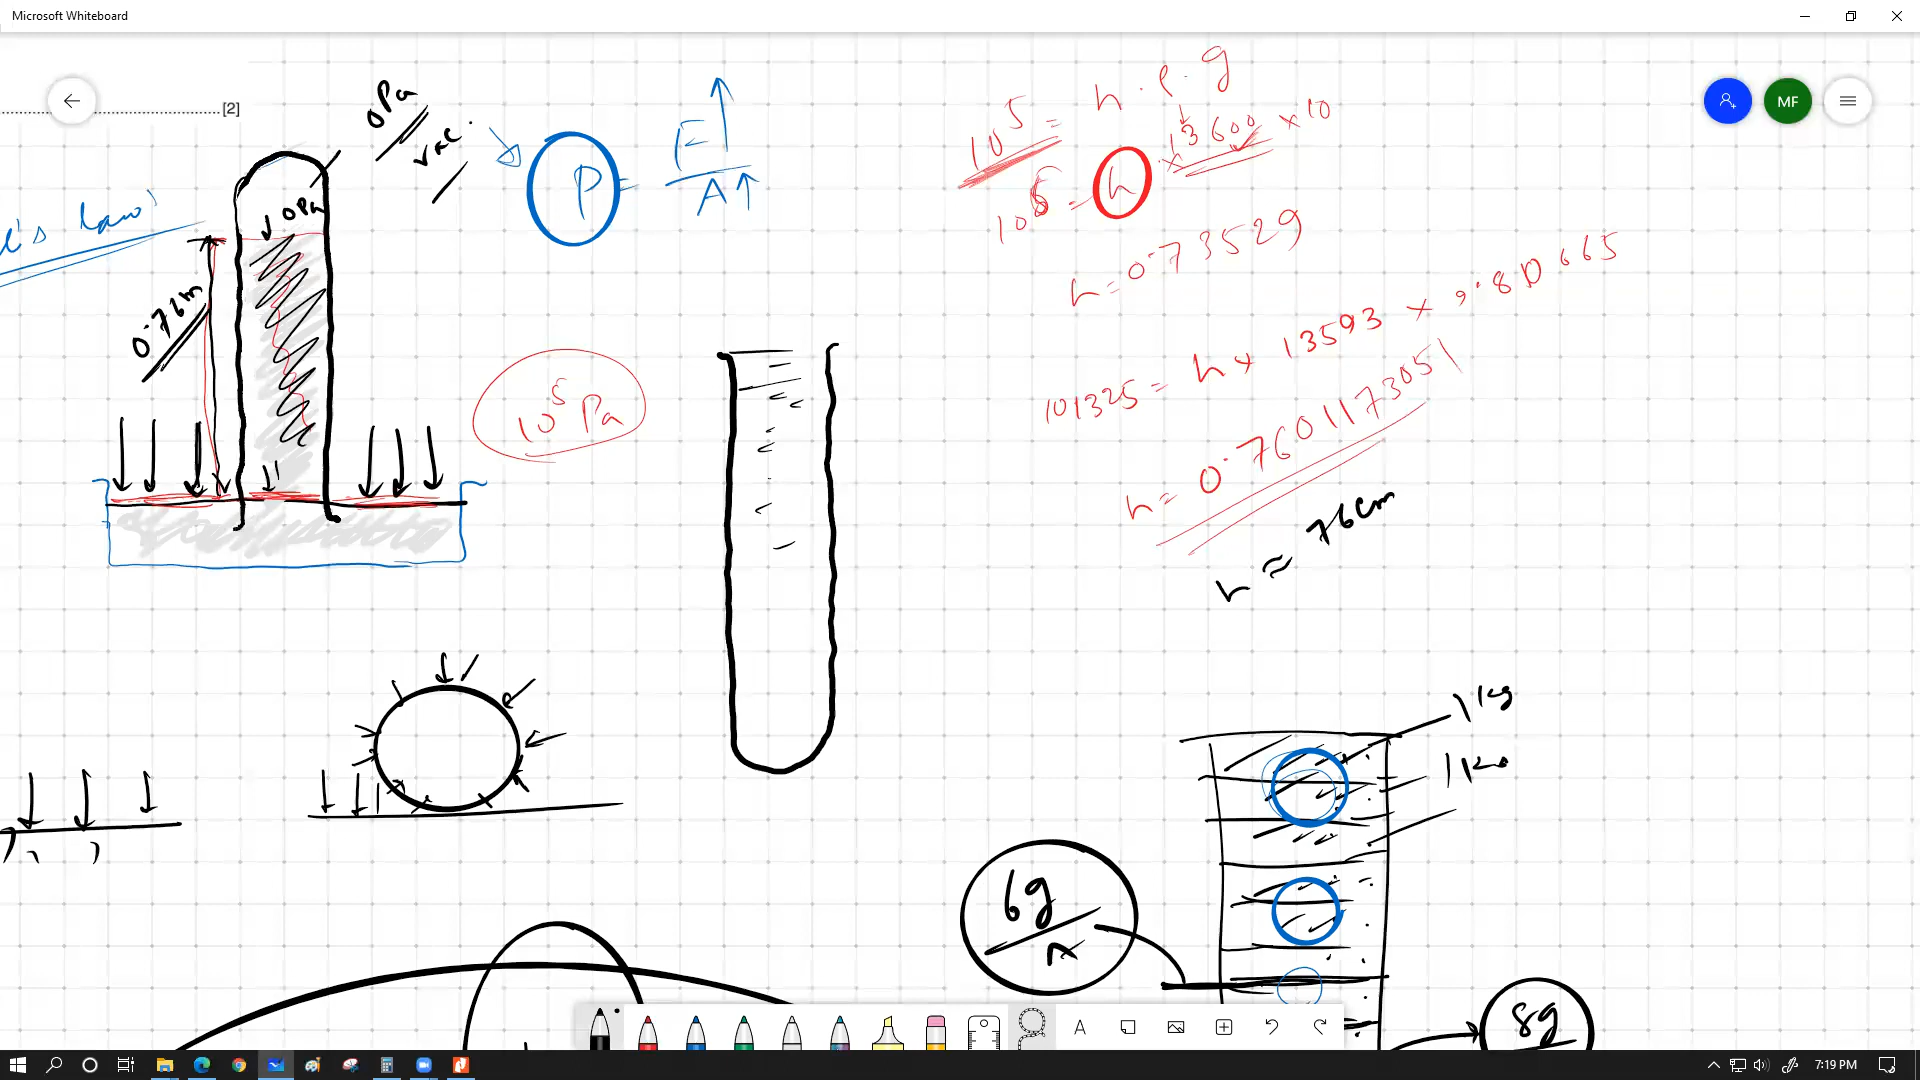 Microsoft Whiteboard
[2]
0Pa
vac.
0Pa
law'
0.76m
P = F
A
10⁵ Pa
10⁵ = h . ρ . g
10⁵ = h × 13600 × 10
h = 0.73529
101325 = h × 13593 × 9.80665
h = 0.7601173051
h ≈ 76cm
1kg
6g
A
8g
MF
A
7:19 PM